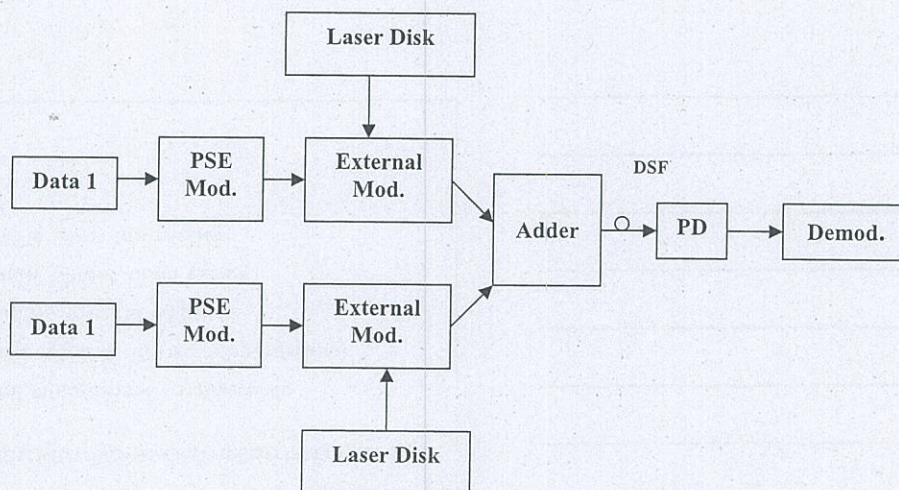 Laser Disk
PSE
Mod.
External
Mod.
Data 1
DSF
Adder
PD
Demod.
Data 1
PSE
Mod.
External
Mod.
Laser Disk